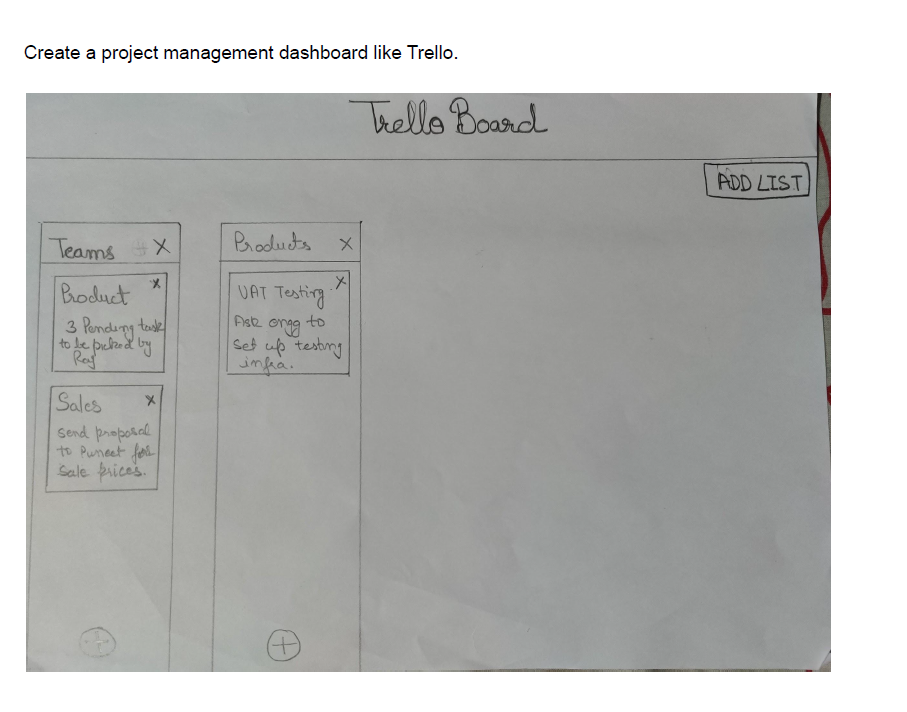 Create a project management dashboard like Trello.
Trello Board
ADD LIST
Teams X
Product x
3 Pending task
to be picked by
Raj
Sales x
Send proposal
to Puneet for
Sale prices.
Products X
UAT Testing x
Ask engg to
Set up testing
infra.
+
+